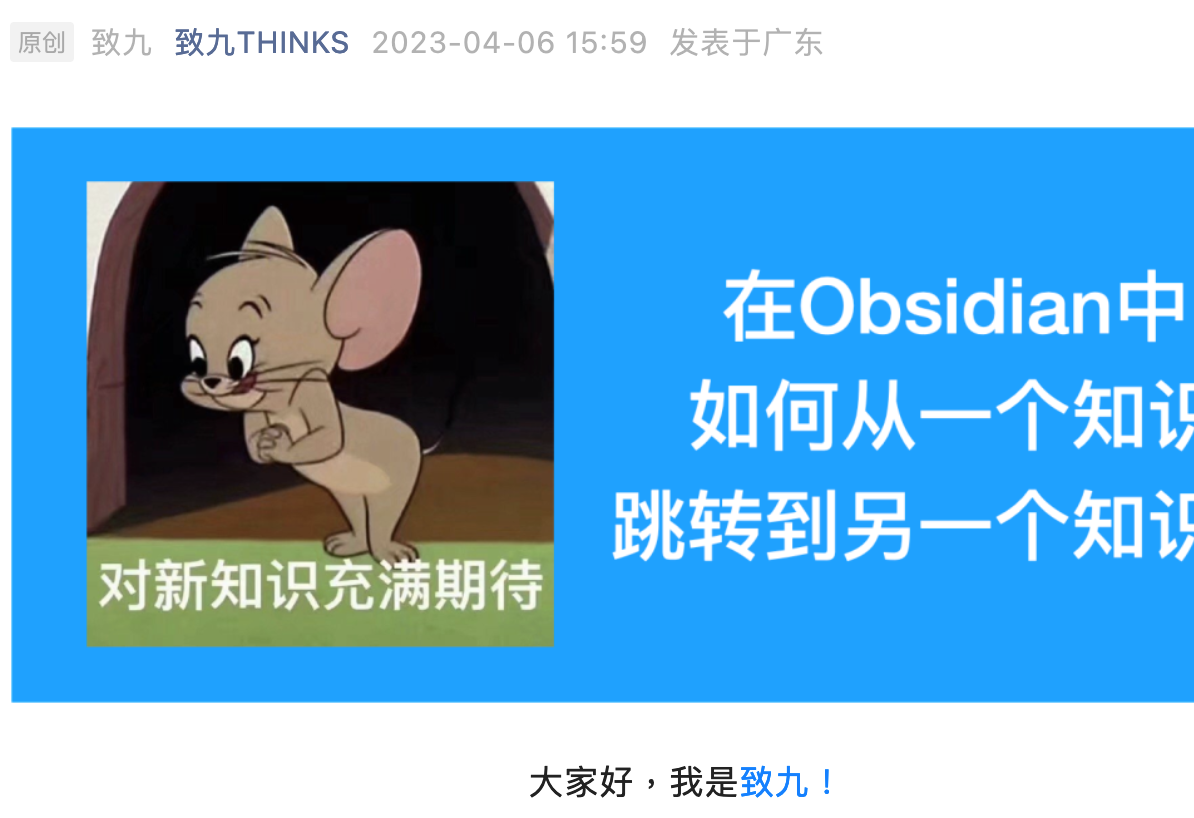 原创 致九 致九THINKS 2023-04-06 15:59 发表于广东
在Obsidian中
如何从一个知识
跳转到另一个知识
对新知识充满期待
大家好，我是致九！